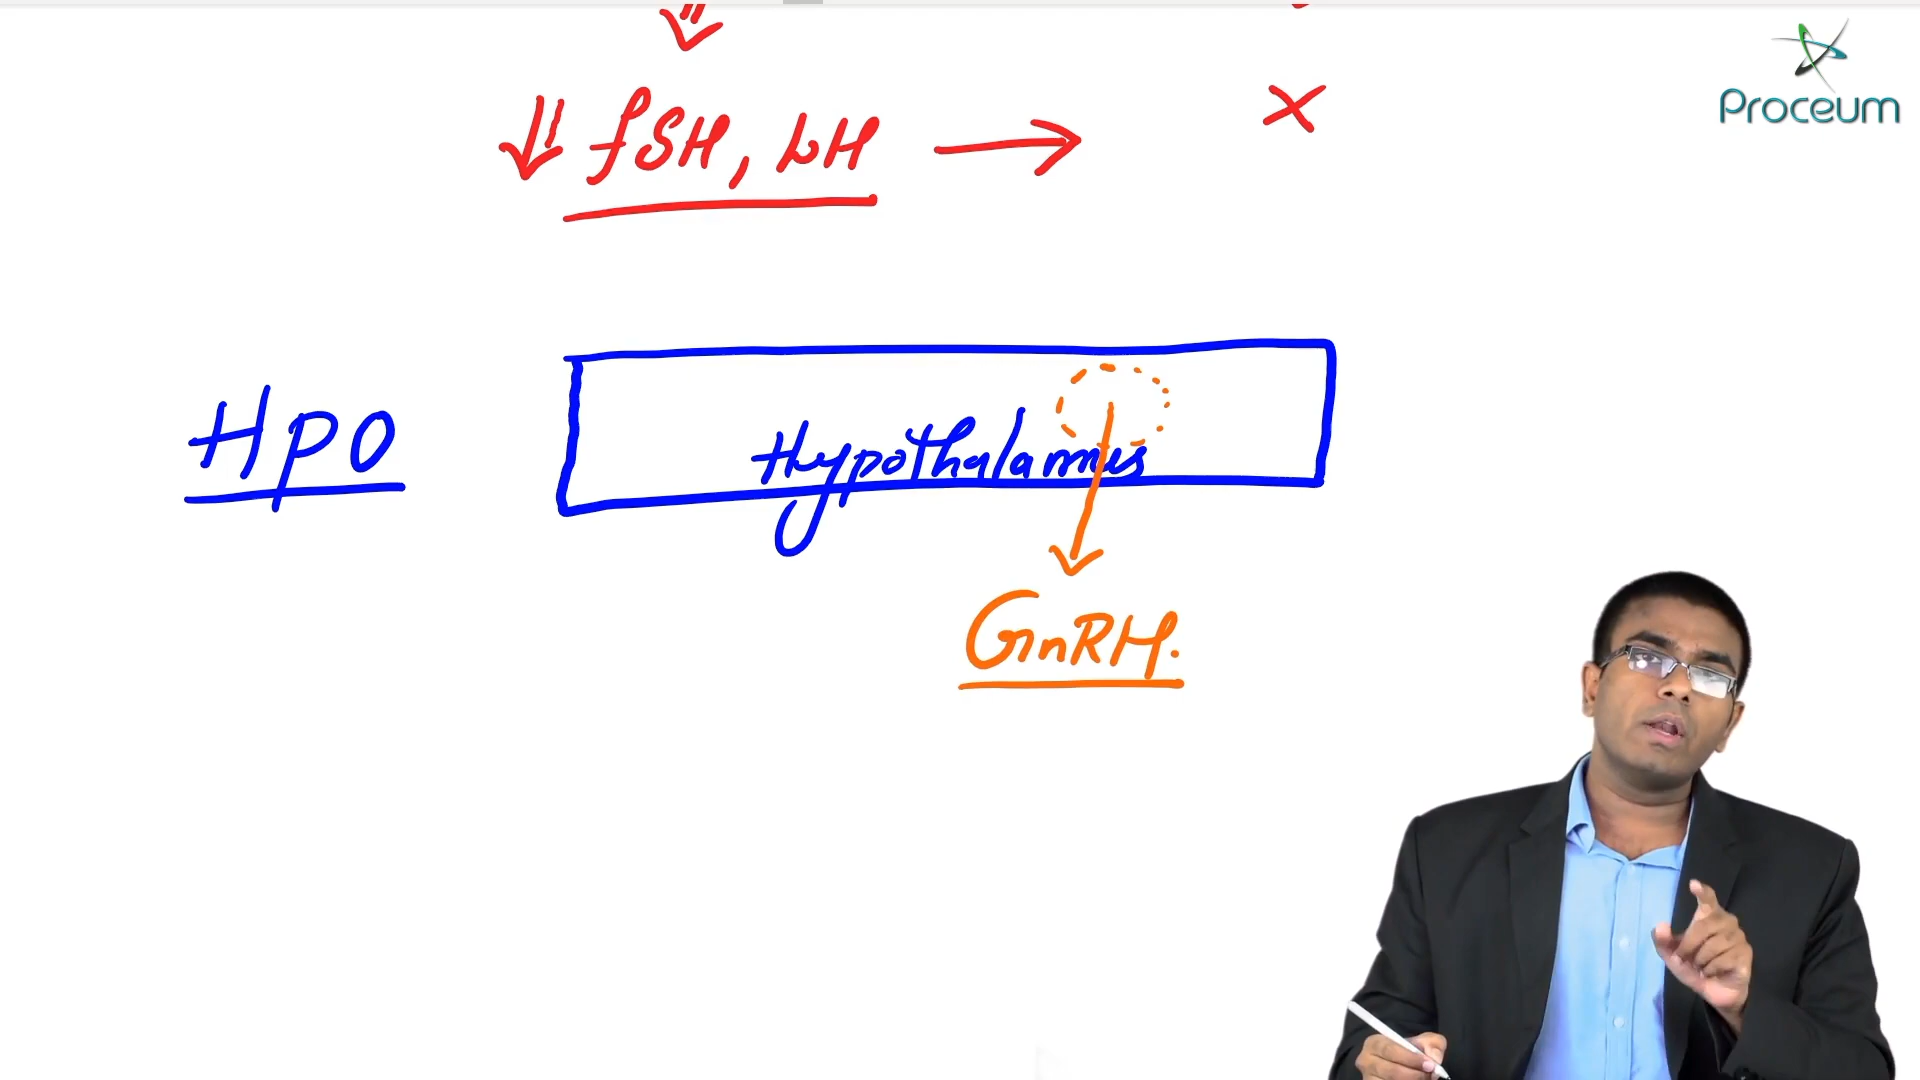 Proceum
↓↓ fSH, LH → x
HPO
Hypothalamus
GnRH.